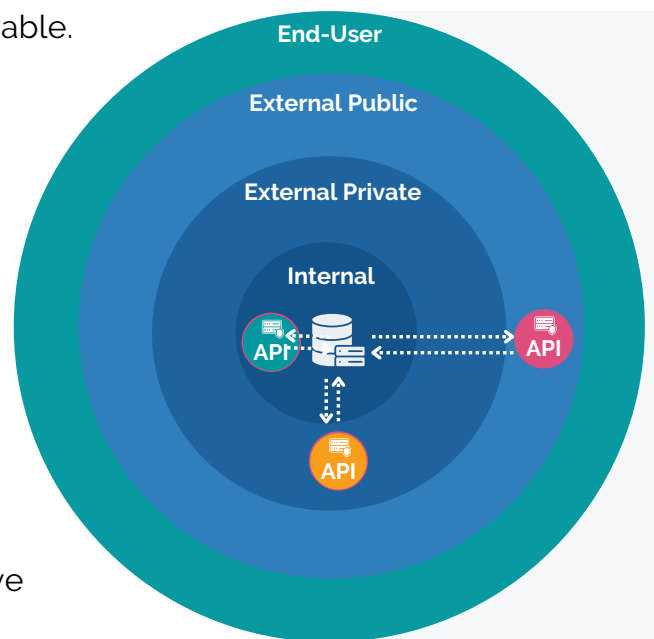 able.
End-User
External Public
External Private
Internal
API
API
API
ve